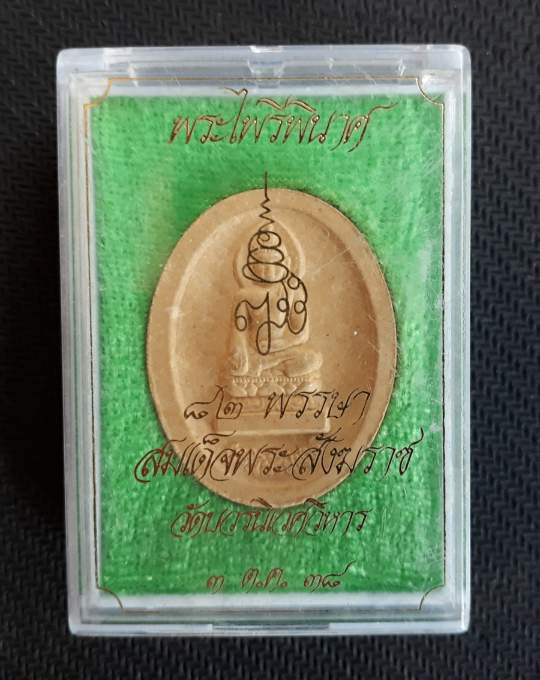 พระไพรีพินาศ
๘๒ พรรษา
สมเด็จพระสังฆราช
วัดบวรนิเวศวิหาร
๓ ต.ค. ๓๘